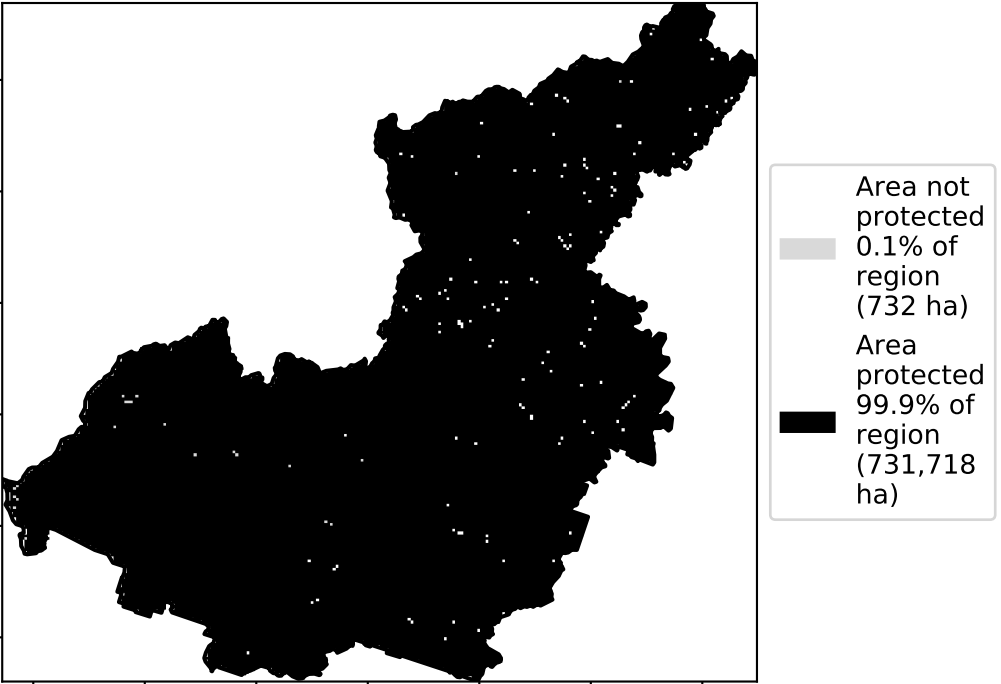 Area not
protected
0.1% of
region
(732 ha)
Area
protected
99.9% of
region
(731,718
ha)